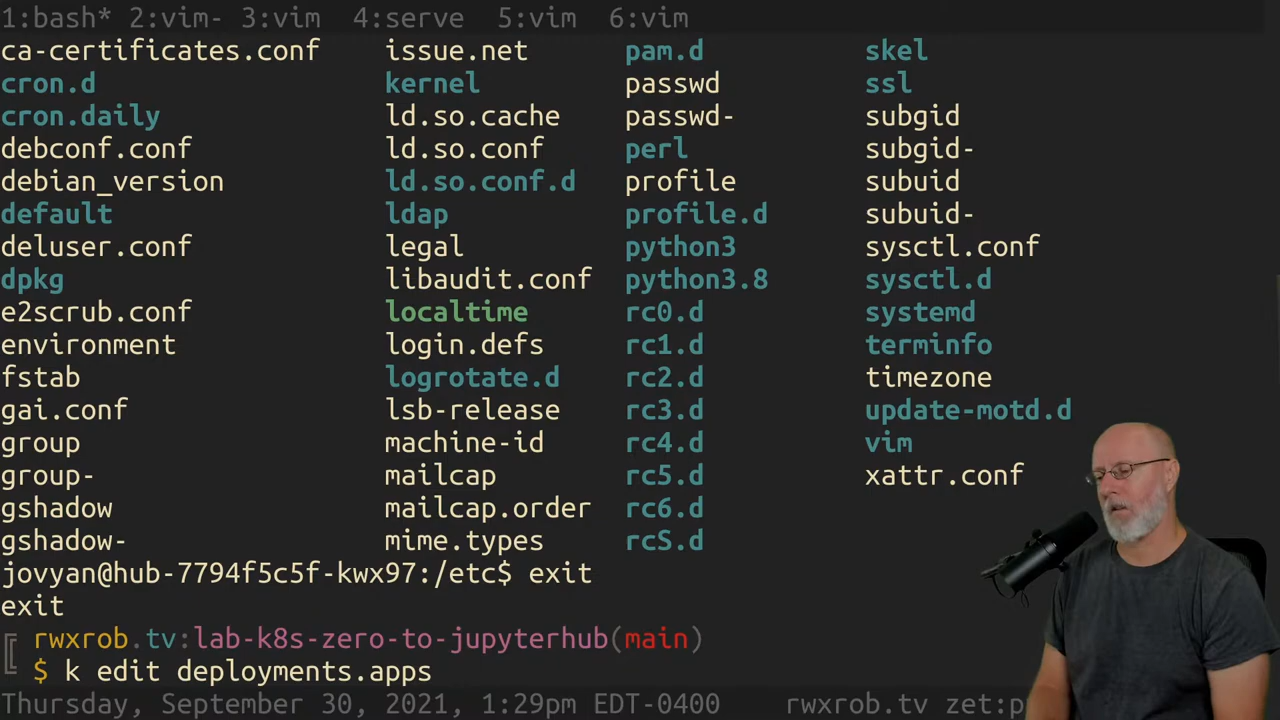 1:bash* 2:vim- 3:vim 4:serve 5:vim 6:vim
ca-certificates.conf issue.net pam.d skel
cron.d kernel passwd ssl
cron.daily ld.so.cache passwd- subgid
debconf.conf ld.so.conf perl subgid-
debian_version ld.so.conf.d profile subuid
default ldap profile.d subuid-
deluser.conf legal python3 sysctl.conf
dpkg libaudit.conf python3.8 sysctl.d
e2scrub.conf localtime rc0.d systemd
environment login.defs rc1.d terminfo
fstab logrotate.d rc2.d timezone
gai.conf lsb-release rc3.d update-motd.d
group machine-id rc4.d vim
group- mailcap rc5.d xattr.conf
gshadow mailcap.order rc6.d
gshadow- mime.types rcS.d
jovyan@hub-7794f5c5f-kwx97:/etc$ exit
exit
rwxrob.tv:lab-k8s-zero-to-jupyterhub(main)
$ k edit deployments.apps
Thursday, September 30, 2021, 1:29pm EDT-0400 rwxrob.tv zet:p